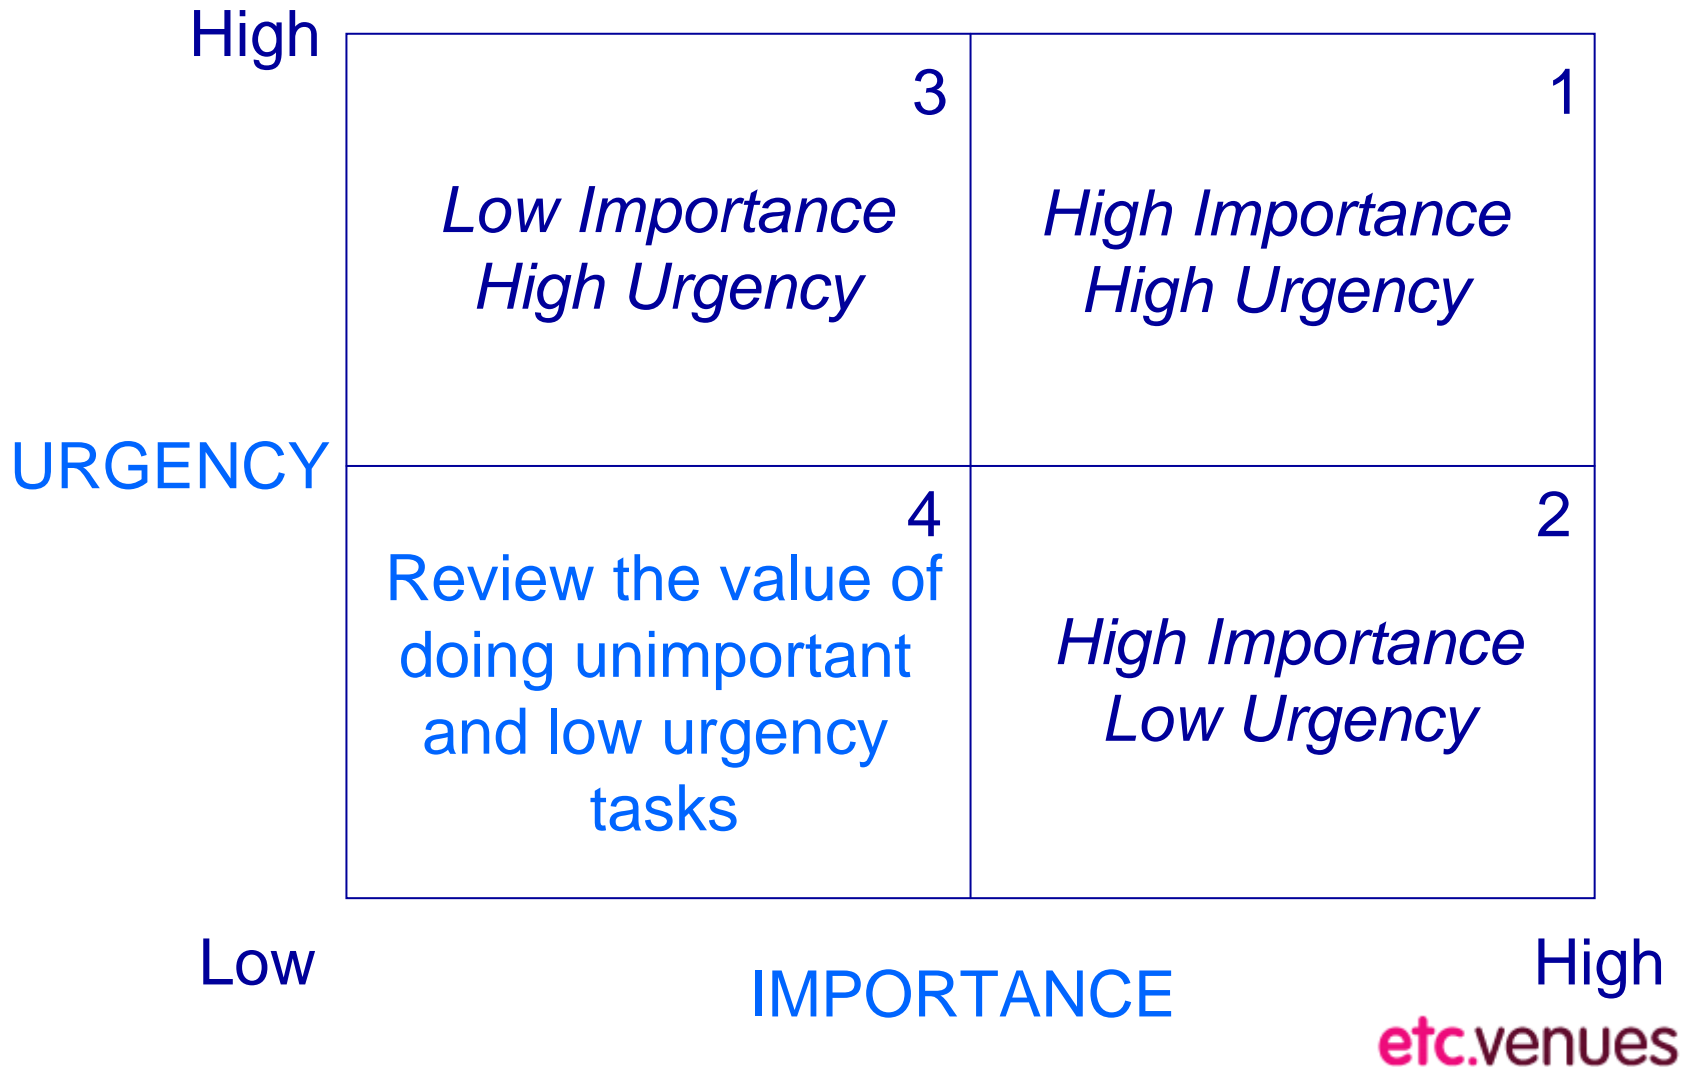 High
3
1
Low Importance
High Urgency
High Importance
High Urgency
URGENCY
4
2
Review the value of
doing unimportant
and low urgency
tasks
High Importance
Low Urgency
Low
High
IMPORTANCE
etc.venues